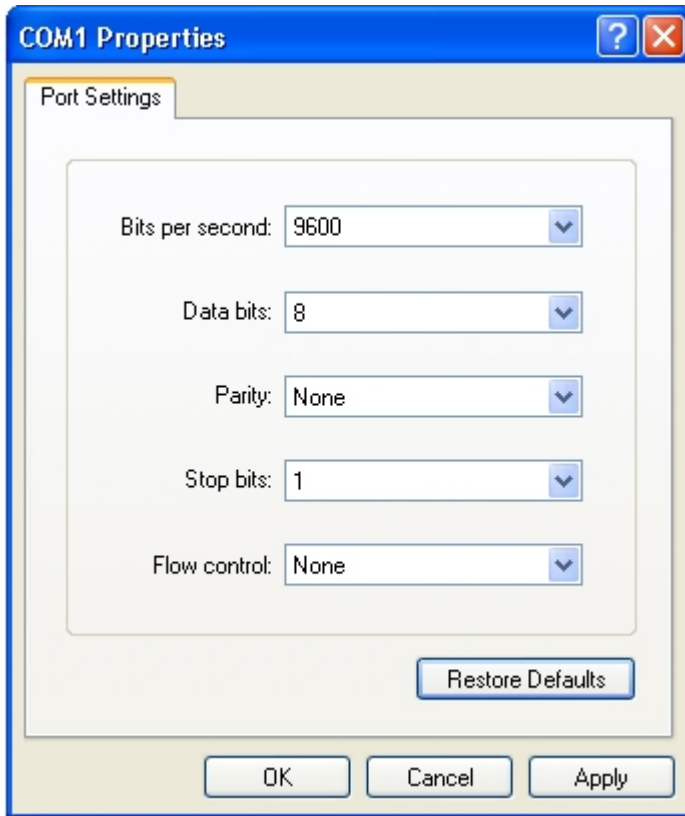 COM1 Properties
Port Settings
Bits per second: 9600
Data bits: 8
Parity: None
Stop bits: 1
Flow control: None
Restore Defaults
OK Cancel Apply